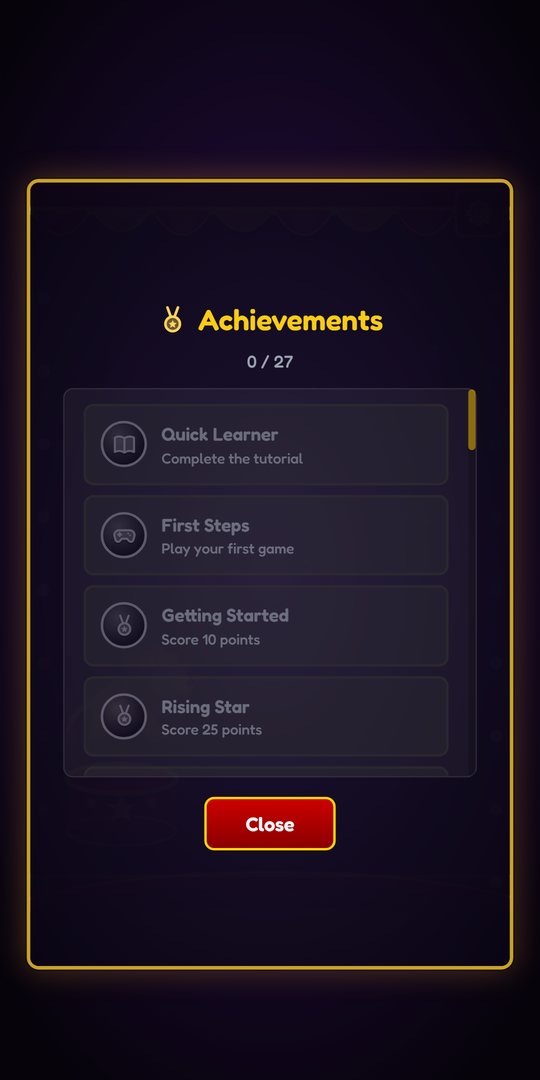 Achievements
0 / 27
Quick Learner
Complete the tutorial
First Steps
Play your first game
Getting Started
Score 10 points
Rising Star
Score 25 points
Close